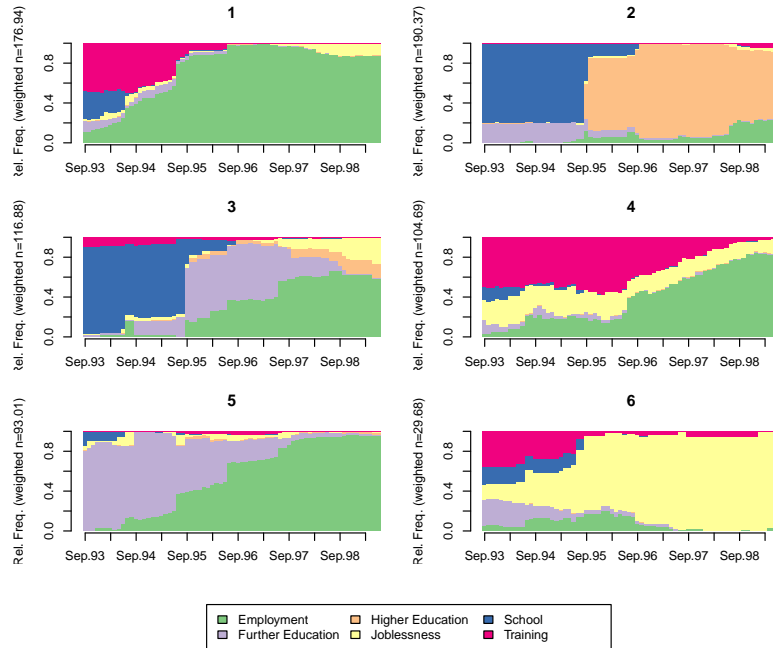 1
Rel. Freq. (weighted n=176.94)
0.0 0.4 0.8
Sep.93 Sep.94 Sep.95 Sep.96 Sep.97 Sep.98
2
Rel. Freq. (weighted n=190.37)
0.0 0.4 0.8
Sep.93 Sep.94 Sep.95 Sep.96 Sep.97 Sep.98
3
Rel. Freq. (weighted n=116.88)
0.0 0.4 0.8
Sep.93 Sep.94 Sep.95 Sep.96 Sep.97 Sep.98
4
Rel. Freq. (weighted n=104.69)
0.0 0.4 0.8
Sep.93 Sep.94 Sep.95 Sep.96 Sep.97 Sep.98
5
Rel. Freq. (weighted n=93.01)
0.0 0.4 0.8
Sep.93 Sep.94 Sep.95 Sep.96 Sep.97 Sep.98
6
Rel. Freq. (weighted n=29.68)
0.0 0.4 0.8
Sep.93 Sep.94 Sep.95 Sep.96 Sep.97 Sep.98
Employment Higher Education School
Further Education Joblessness Training